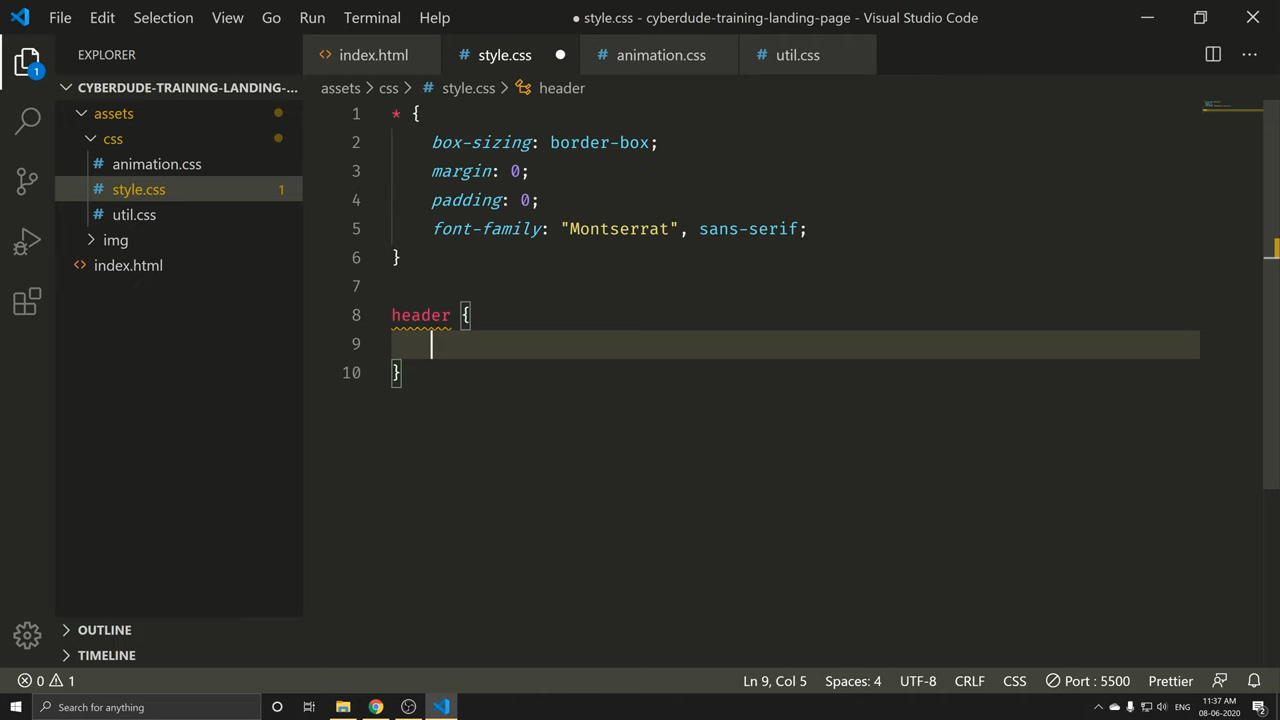 File Edit Selection View Go Run Terminal Help
● style.css - cyberdude-training-landing-page - Visual Studio Code
EXPLORER
index.html
# style.css ●
# animation.css
# util.css
CYBERDUDE-TRAINING-LANDING-...
assets > css > # style.css > header
assets
css
# animation.css
# style.css 1
# util.css
img
index.html
1 * {
2 box-sizing: border-box;
3 margin: 0;
4 padding: 0;
5 font-family: "Montserrat", sans-serif;
6 }
7
8 header {
9
10 }
1
OUTLINE
TIMELINE
0 1
Ln 9, Col 5 Spaces: 4 UTF-8 CRLF CSS Port : 5500 Prettier
Search for anything
ENG
11:37 AM
08-06-2020
2